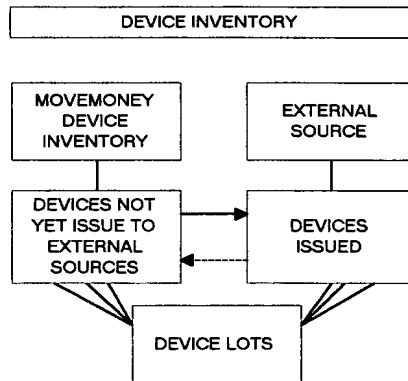 DEVICE INVENTORY
MOVEMONEY
DEVICE
INVENTORY
EXTERNAL
SOURCE
DEVICES NOT
YET ISSUE TO
EXTERNAL
SOURCES
DEVICES
ISSUED
DEVICE LOTS